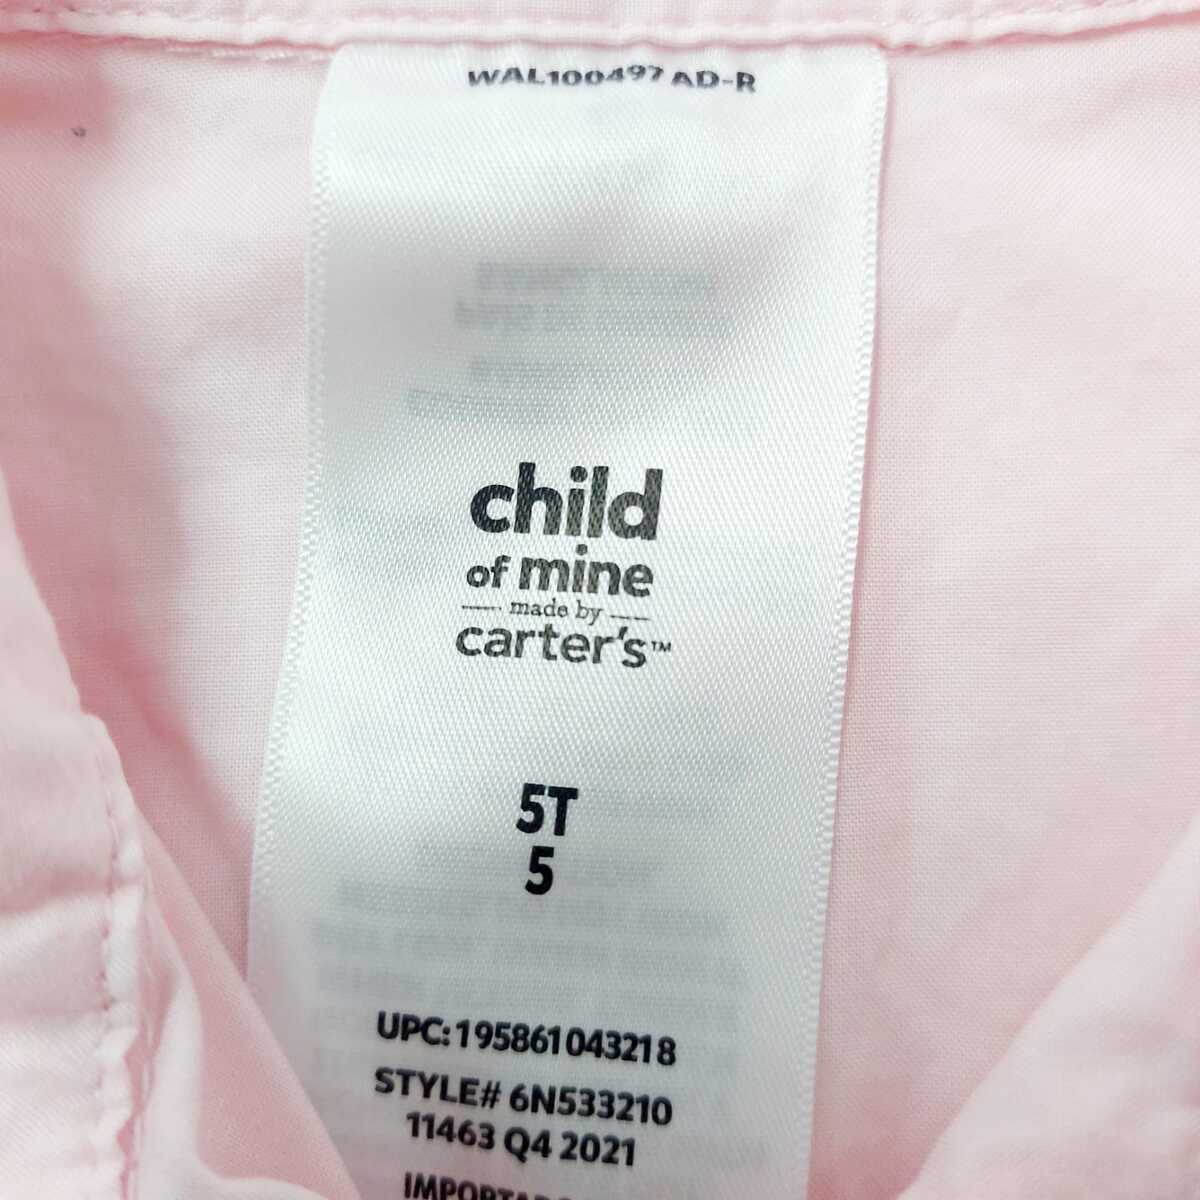 WAL100497 AD-R
child
of mine
made by
carter's™
5T
5
UPC:195861043218
STYLE# 6N533210
11463 Q4 2021